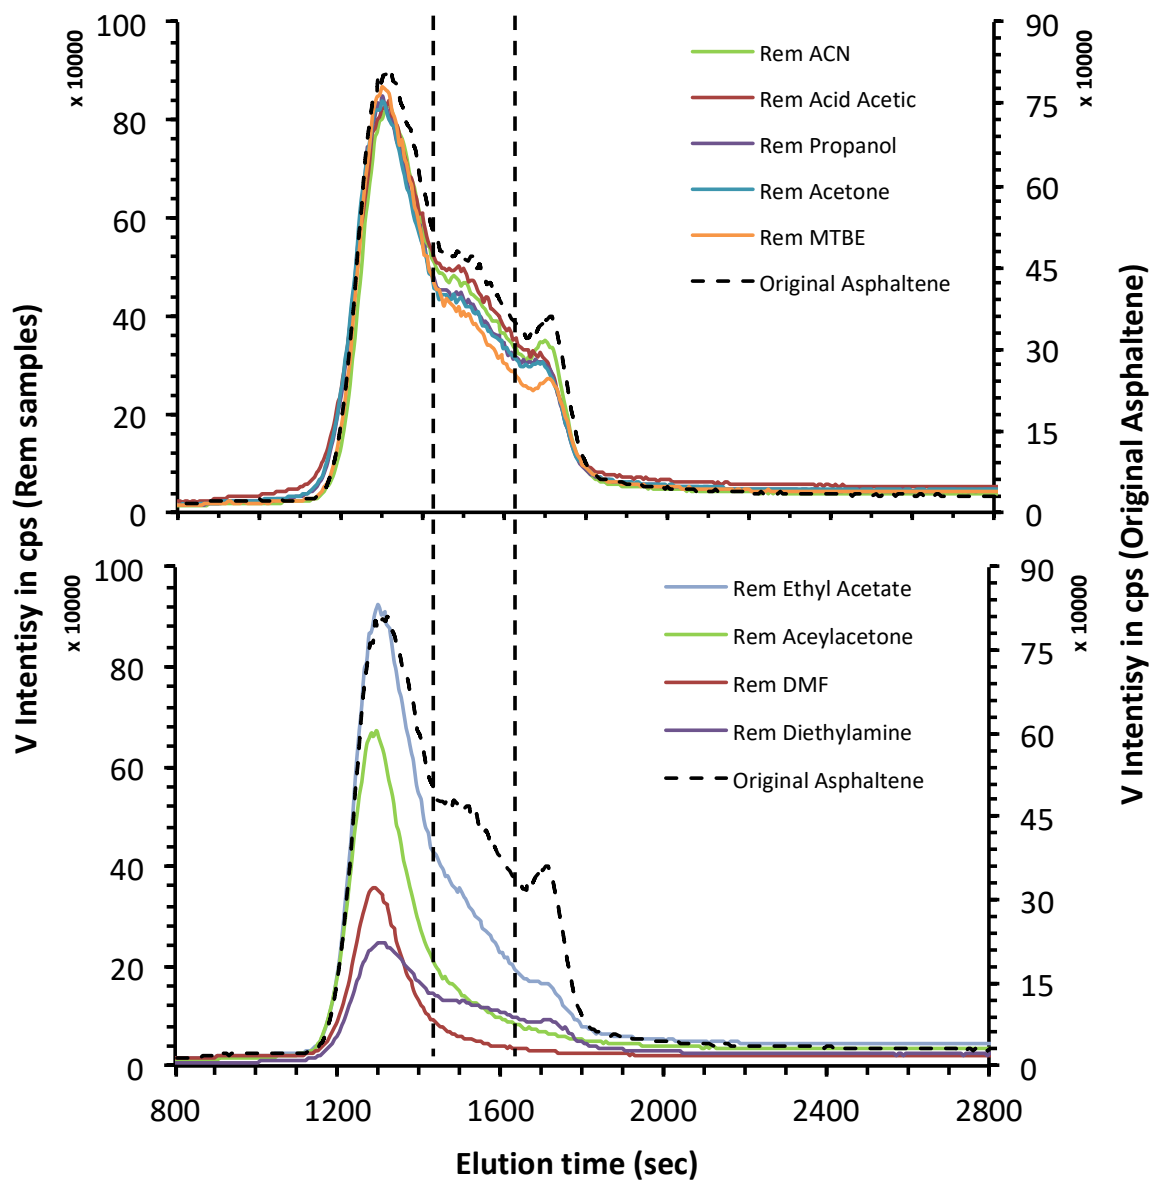 V Intentisy in cps (Rem samples)
x 10000
100
80
60
40
20
0
Rem ACN
Rem Acid Acetic
Rem Propanol
Rem Acetone
Rem MTBE
Original Asphaltene
90
75
60
45
30
15
0
x 10000
V Intentisy in cps (Original Asphaltene)
x 10000
100
80
60
40
20
0
Rem Ethyl Acetate
Rem Aceylacetone
Rem DMF
Rem Diethylamine
Original Asphaltene
90
75
60
45
30
15
0
x 10000
800 1200 1600 2000 2400 2800
Elution time (sec)